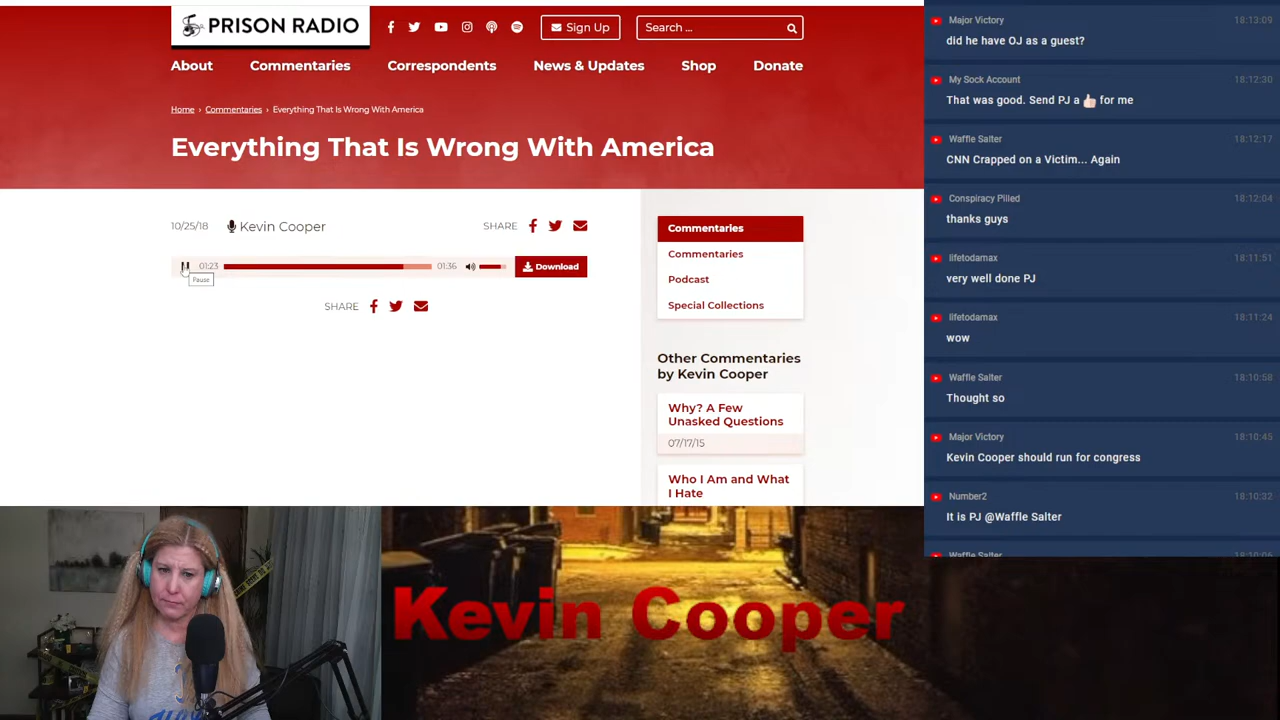 PRISON RADIO
Sign Up
Search ...
About
Commentaries
Correspondents
News & Updates
Shop
Donate
Home › Commentaries › Everything That Is Wrong With America
Everything That Is Wrong With America
10/25/18
Kevin Cooper
SHARE
01:23
01:36
Download
Pause
SHARE
Commentaries
Commentaries
Podcast
Special Collections
Other Commentaries
by Kevin Cooper
Why? A Few
Unasked Questions
07/17/15
Who I Am and What I
I Hate
Major Victory 18:13:09
did he have OJ as a guest?
My Sock Account 18:12:30
That was good. Send PJ a 👍🏻 for me
Waffle Salter 18:12:17
CNN Crapped on a Victim... Again
Conspiracy Pilled 18:12:04
thanks guys
lifetodamax 18:11:51
very well done PJ
lifetodamax 18:11:24
wow
Waffle Salter 18:10:58
Thought so
Major Victory 18:10:45
Kevin Cooper should run for congress
Number2 18:10:32
It is PJ @Waffle Salter
Waffle Salter 18:10:06
Kevin Cooper